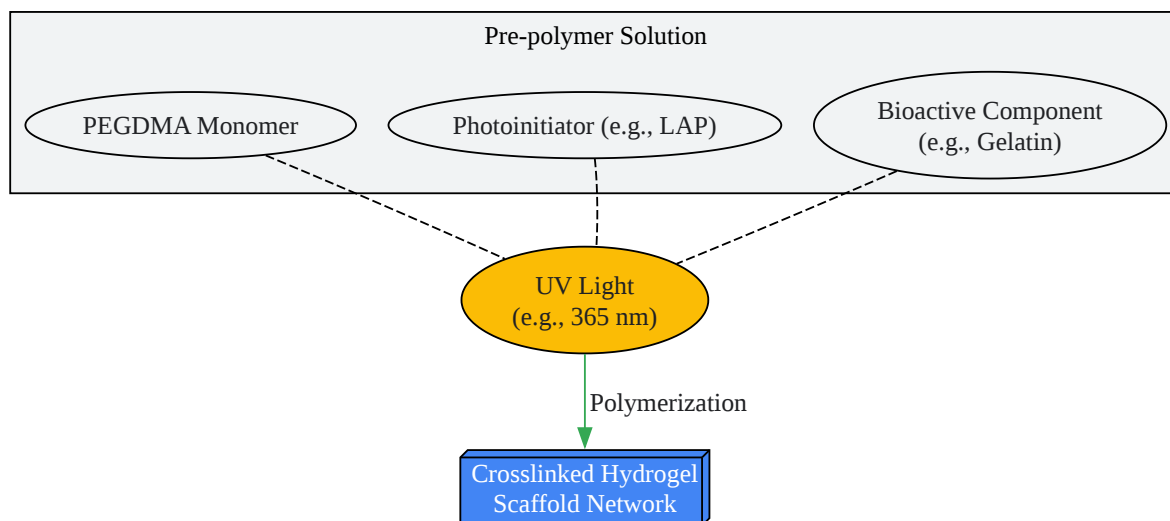 Pre-polymer Solution
PEGDMA Monomer
Photoinitiator (e.g., LAP)
Bioactive Component
(e.g., Gelatin)
UV Light
(e.g., 365 nm)
Polymerization
Crosslinked Hydrogel
Scaffold Network